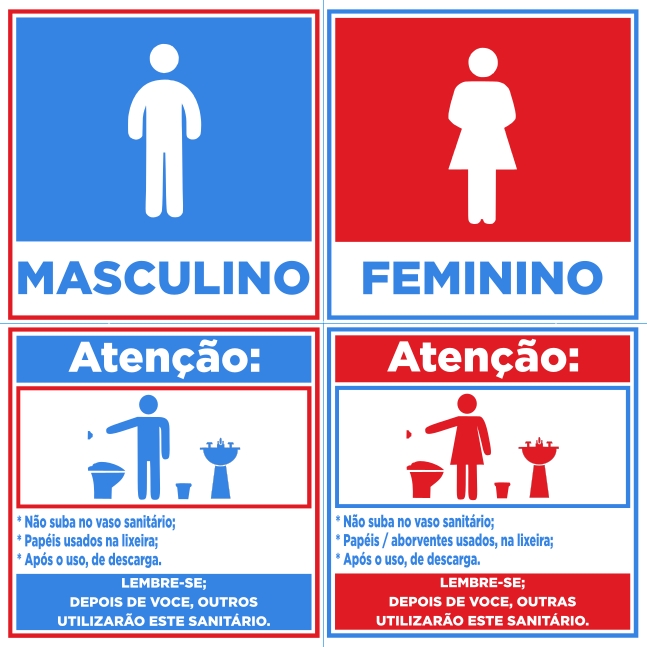 MASCULINO
FEMININO
Atenção:
* Não suba no vaso sanitário;
* Papéis usados na lixeira;
* Após o uso, de descarga.
LEMBRE-SE;
DEPOIS DE VOCE, OUTROS
UTILIZARÃO ESTE SANITÁRIO.
Atenção:
* Não suba no vaso sanitário;
* Papéis / aborventes usados, na lixeira;
* Após o uso, de descarga.
LEMBRE-SE;
DEPOIS DE VOCE, OUTRAS
UTILIZARÃO ESTE SANITÁRIO.